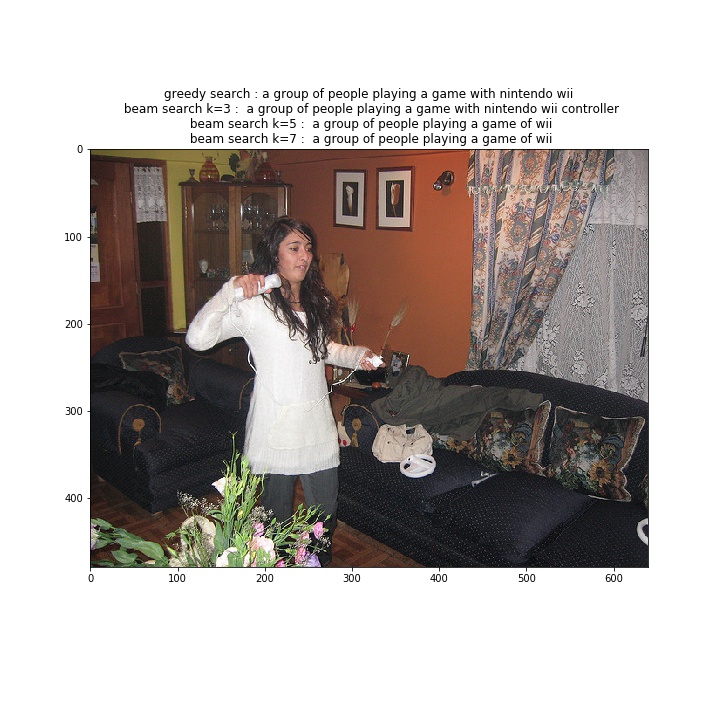 greedy search : a group of people playing a game with nintendo wii
beam search k=3 :  a group of people playing a game with nintendo wii controller
beam search k=5 :  a group of people playing a game of wii
beam search k=7 :  a group of people playing a game of wii
0
100
200
300
400
0 100 200 300 400 500 600